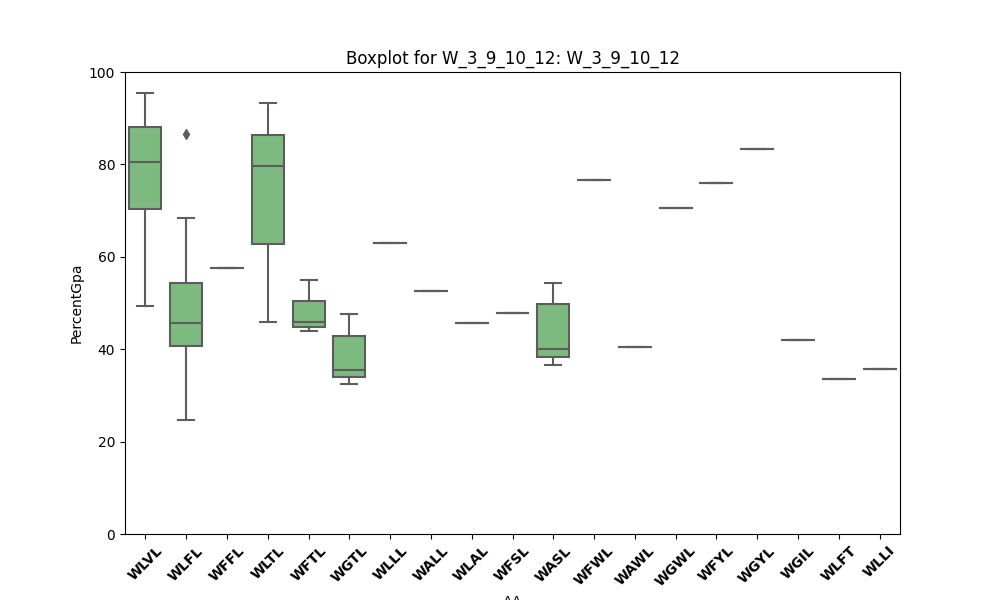 Boxplot for W_3_9_10_12: W_3_9_10_12
PercentGpa
100
80
60
40
20
0
WLVL
WLFL
WFFL
WLTL
WFTL
WGTL
WLLL
WALL
WLAL
WFSL
WASL
WFWL
WAWL
WGWL
WFYL
WGYL
WGIL
WLFT
WLLI
AA